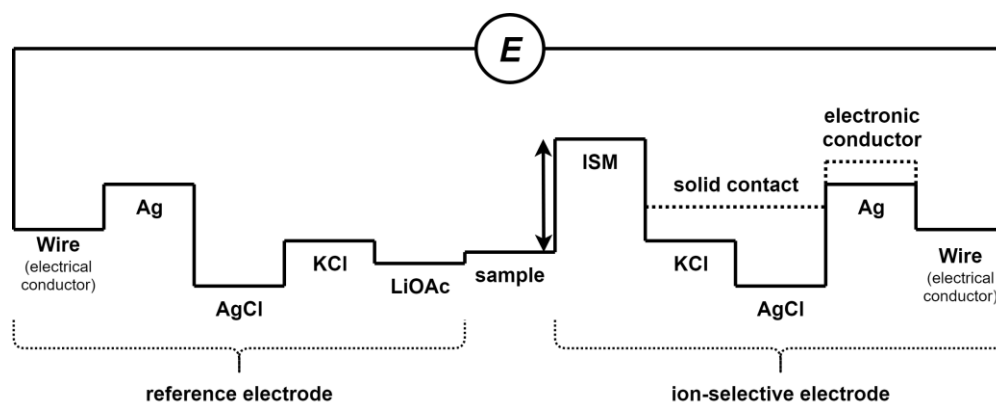 E
electronic
conductor
ISM
solid contact
Ag
Ag
Wire
(electrical
conductor)
KCl
LiOAc
sample
KCl
Wire
(electrical
conductor)
AgCl
AgCl
reference electrode
ion-selective electrode